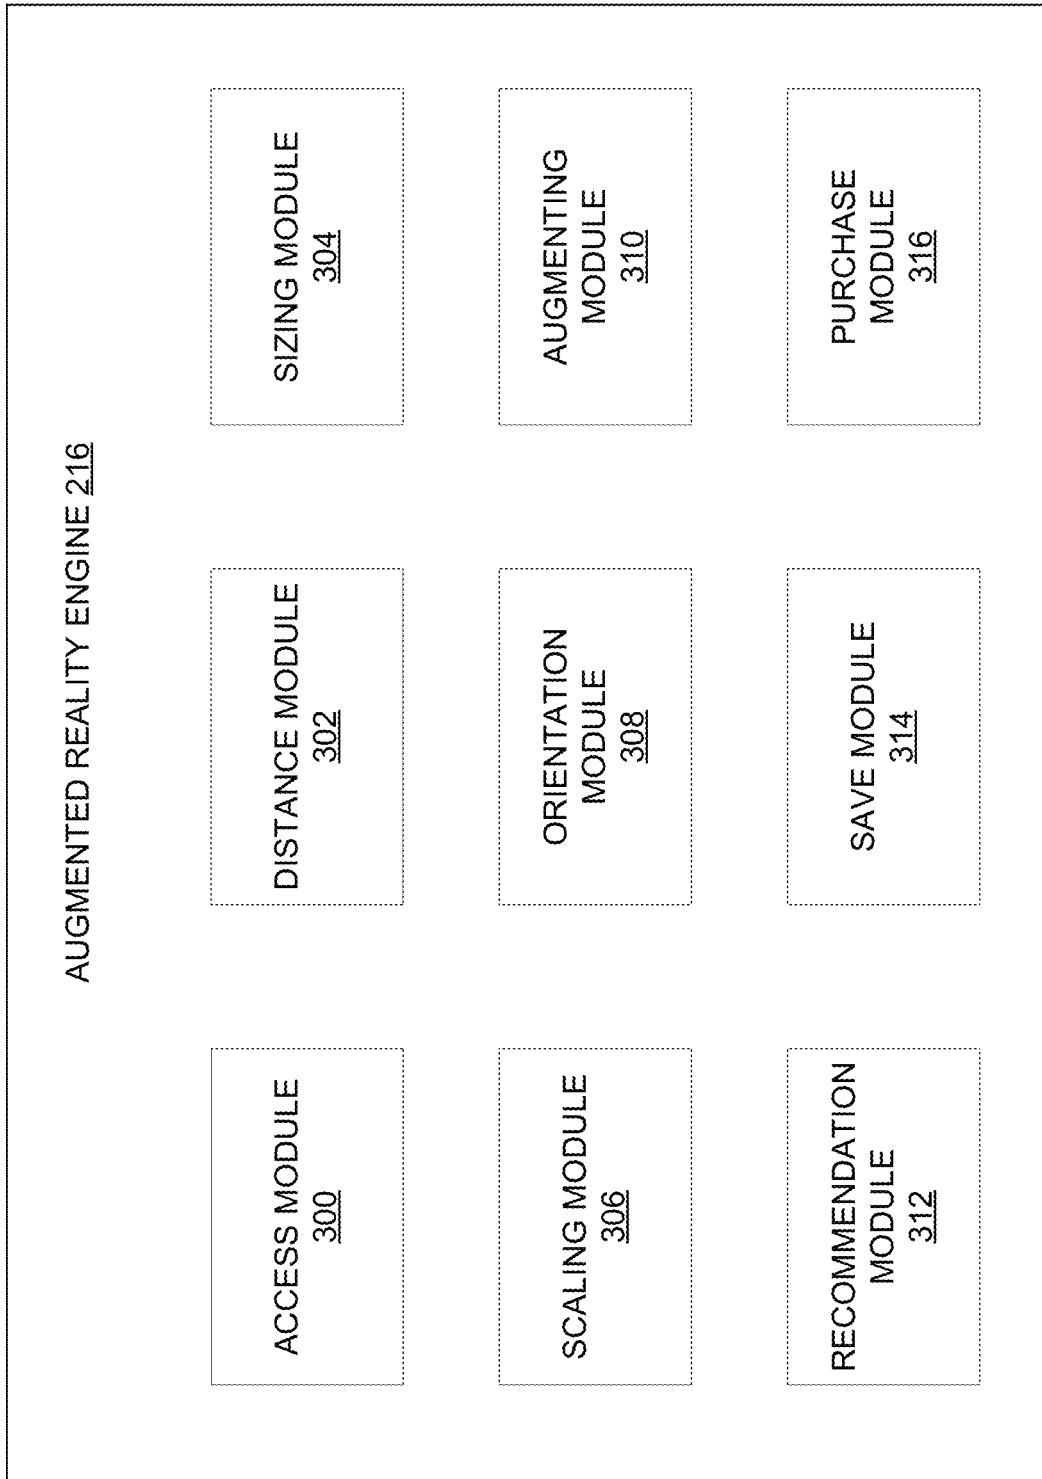 AUGMENTED REALITY ENGINE 216
ACCESS MODULE
300
DISTANCE MODULE
302
SIZING MODULE
304
SCALING MODULE
306
ORIENTATION
MODULE
308
AUGMENTING
MODULE
310
RECOMMENDATION
MODULE
312
SAVE MODULE
314
PURCHASE
MODULE
316